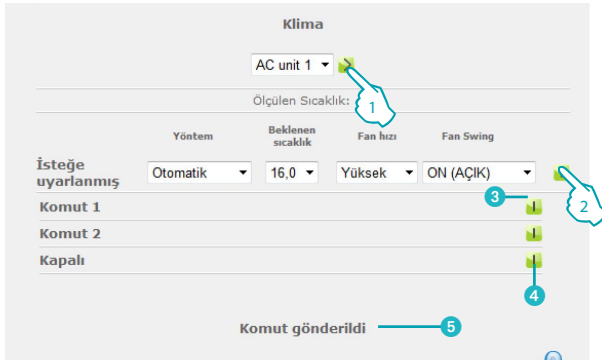 Klima
AC unit 1
Ölçülen Sıcaklık:
1
Yöntem
Beklenen
sıcaklık
Fan hızı
Fan Swing
İsteğe
uyarlanmış
Otomatik
16,0
Yüksek
ON (AÇIK)
2
3
Komut 1
Komut 2
Kapalı
4
Komut gönderildi
5